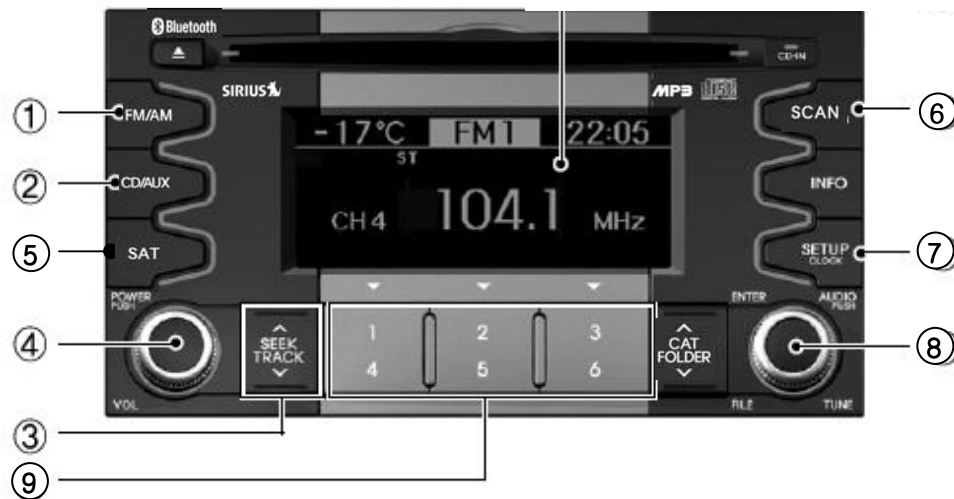 Bluetooth
CD-IN
SIRIUS
MP3
DISC
① FM/AM
SCAN ⑥
-17°C FM1 22:05
ST
② CD/AUX
INFO
CH4 104.1 MHz
⑤ SAT
SETUP ⑦
CLOCK
POWER
PUSH
ENTER
AUDIO
PUSH
④
SEEK
TRACK
1 2 3
4 5 6
CAT
FOLDER
⑧
VOL
FILE
TUNE
③
⑨